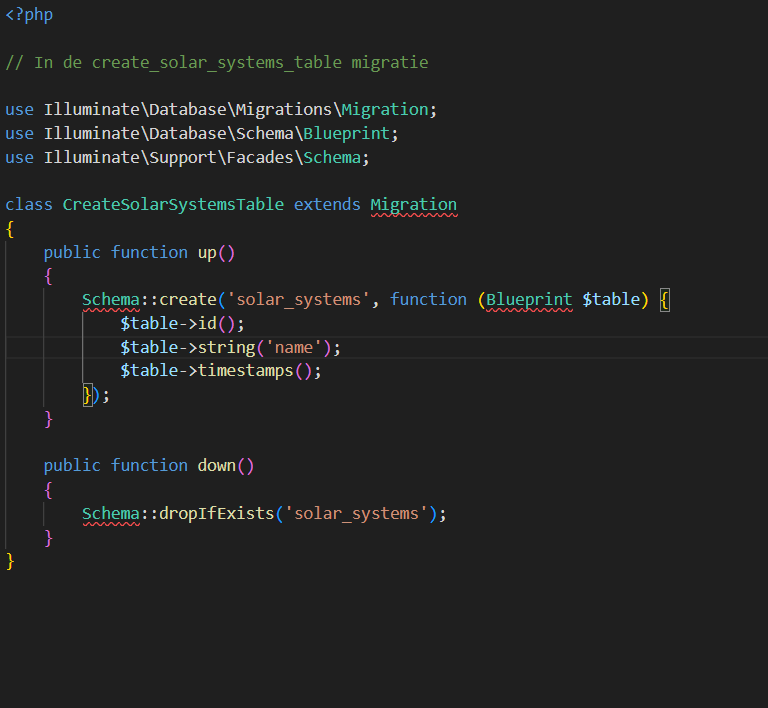 <?php
// In de create_solar_systems_table migratie
use Illuminate\Database\Migrations\Migration;
use Illuminate\Database\Schema\Blueprint;
use Illuminate\Support\Facades\Schema;
class CreateSolarSystemsTable extends Migration
{
    public function up()
    {
        Schema::create('solar_systems', function (Blueprint $table) {
            $table->id();
            $table->string('name');
            $table->timestamps();
        });
    }
    public function down()
    {
        Schema::dropIfExists('solar_systems');
    }
}